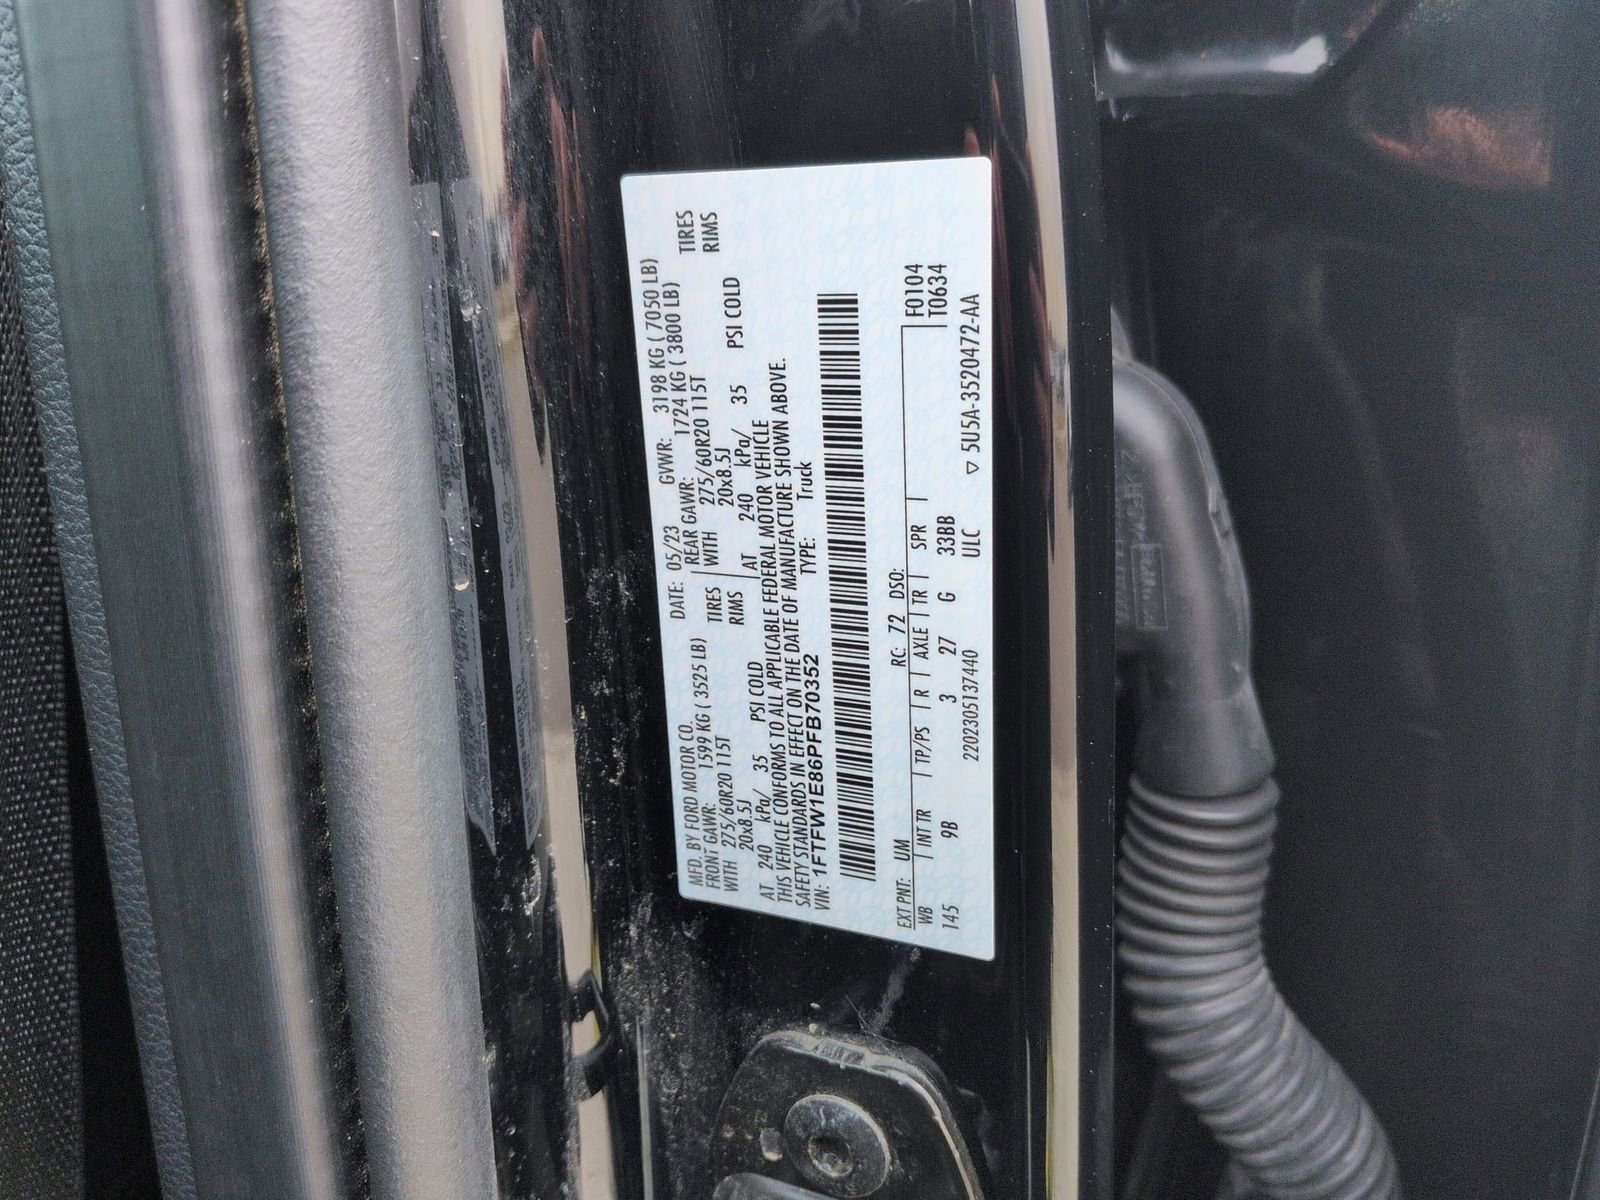 MFD. BY FORD MOTOR CO. DATE: 05/23 GVWR: 3198 KG ( 7050 LB)
FRONT GAWR: 1599 KG ( 3525 LB) REAR GAWR: 1724 KG ( 3800 LB)
WITH 275/60R20 115T TIRES WITH 275/60R20 115T TIRES
20x8.5J RIMS 20x8.5J RIMS
AT 240 kPa/ 35 PSI COLD AT 240 kPa/ 35 PSI COLD
THIS VEHICLE CONFORMS TO ALL APPLICABLE FEDERAL MOTOR VEHICLE
SAFETY STANDARDS IN EFFECT ON THE DATE OF MANUFACTURE SHOWN ABOVE.
VIN: 1FTFW1E86PFB70352 TYPE: Truck
EXT PNT: UM RC: 72 DSO: F0104
WB INT TR TP/PS R AXLE TR SPR T0634
145 9B 3 27 G 33BB
2202305137440 ULC ▽ 5U5A-3520472-AA